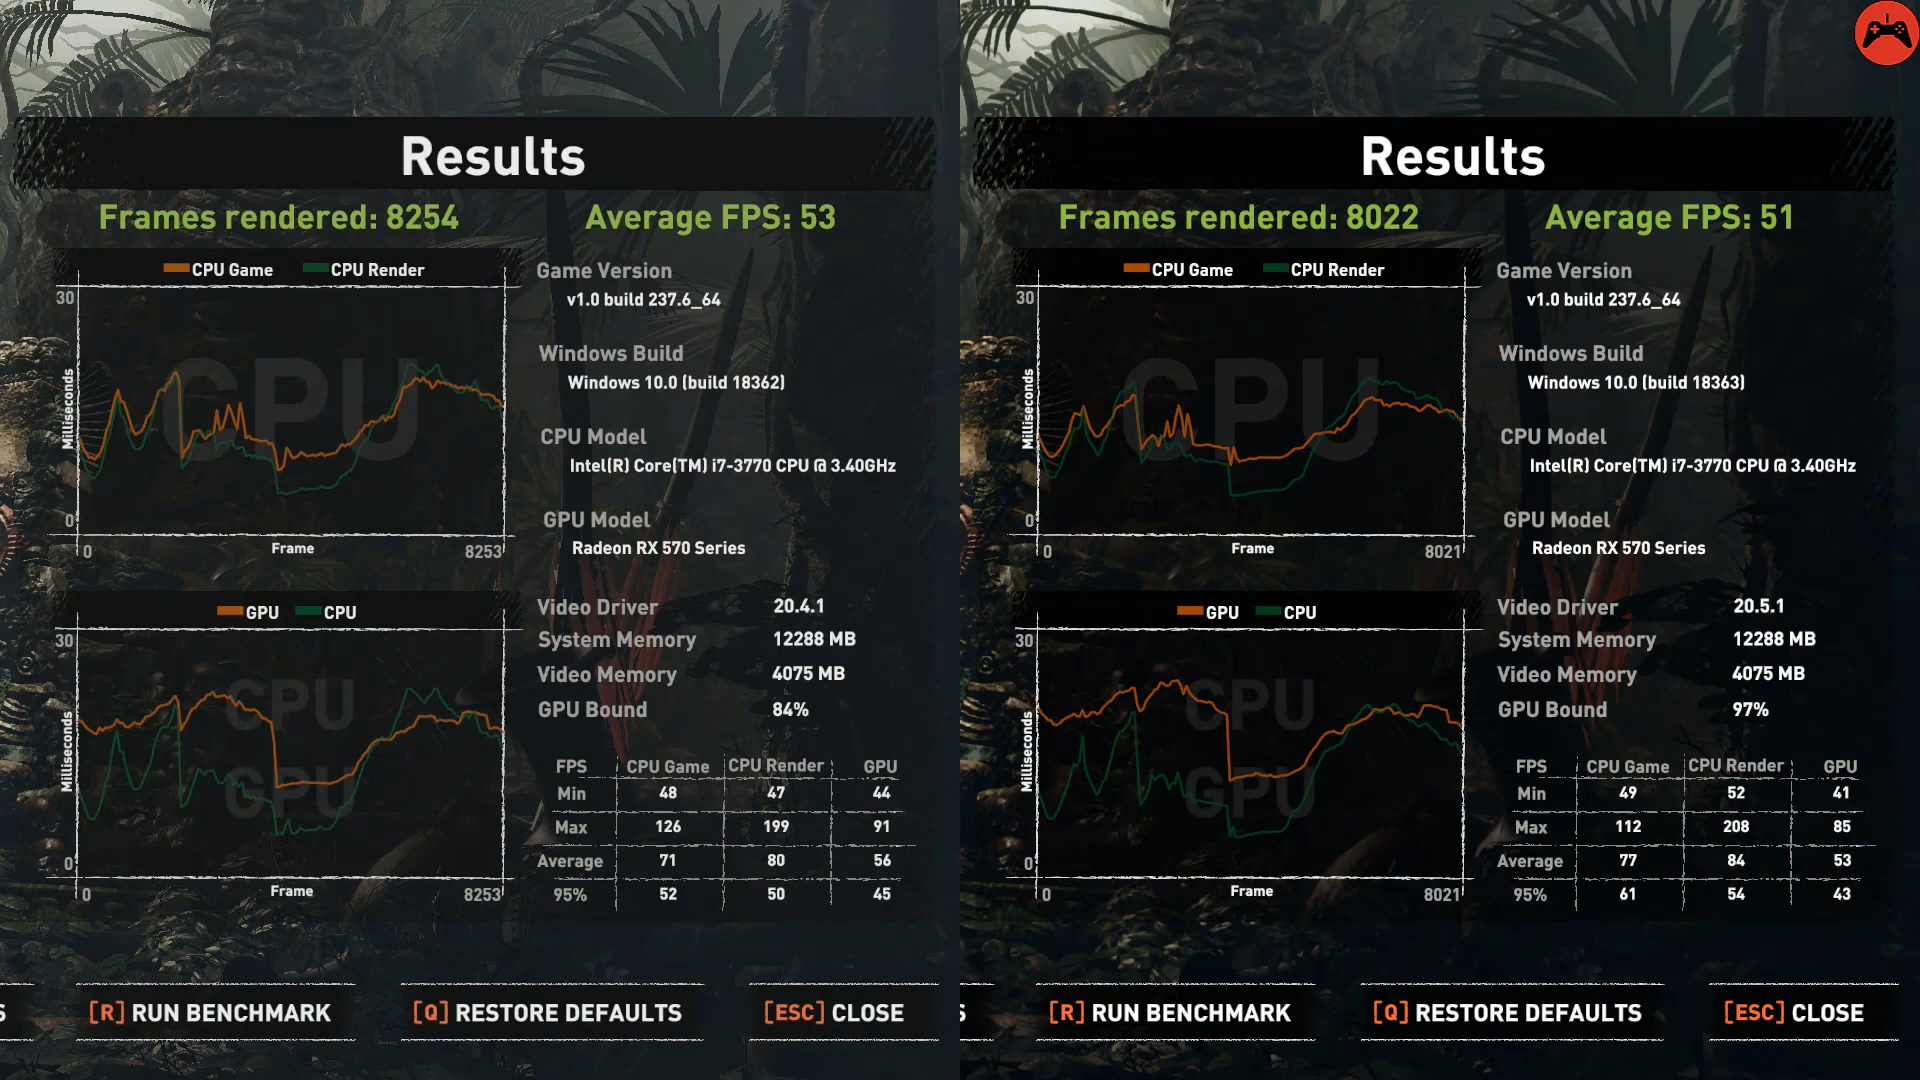 Results
Frames rendered: 8254 Average FPS: 53
CPU Game CPU Render
30
CPU
Milliseconds
0
0 Frame 8253
Game Version
v1.0 build 237.6_64
Windows Build
Windows 10.0 (build 18362)
CPU Model
Intel(R) Core(TM) i7-3770 CPU @ 3.40GHz
GPU Model
Radeon RX 570 Series
GPU CPU
30
CPU
GPU
Milliseconds
0
0 Frame 8253
Video Driver 20.4.1
System Memory 12288 MB
Video Memory 4075 MB
GPU Bound 84%
FPS CPU Game CPU Render GPU
Min 48 47 44
Max 126 199 91
Average 71 80 56
95% 52 50 45
S [R] RUN BENCHMARK [Q] RESTORE DEFAULTS [ESC] CLOSE
Results
Frames rendered: 8022 Average FPS: 51
CPU Game CPU Render
30
CPU
Milliseconds
0
0 Frame 8021
Game Version
v1.0 build 237.6_64
Windows Build
Windows 10.0 (build 18363)
CPU Model
Intel(R) Core(TM) i7-3770 CPU @ 3.40GHz
GPU Model
Radeon RX 570 Series
GPU CPU
30
CPU
GPU
Milliseconds
0
0 Frame 8021
Video Driver 20.5.1
System Memory 12288 MB
Video Memory 4075 MB
GPU Bound 97%
FPS CPU Game CPU Render GPU
Min 49 52 41
Max 112 208 85
Average 77 84 53
95% 61 54 43
S [R] RUN BENCHMARK [Q] RESTORE DEFAULTS [ESC] CLOSE